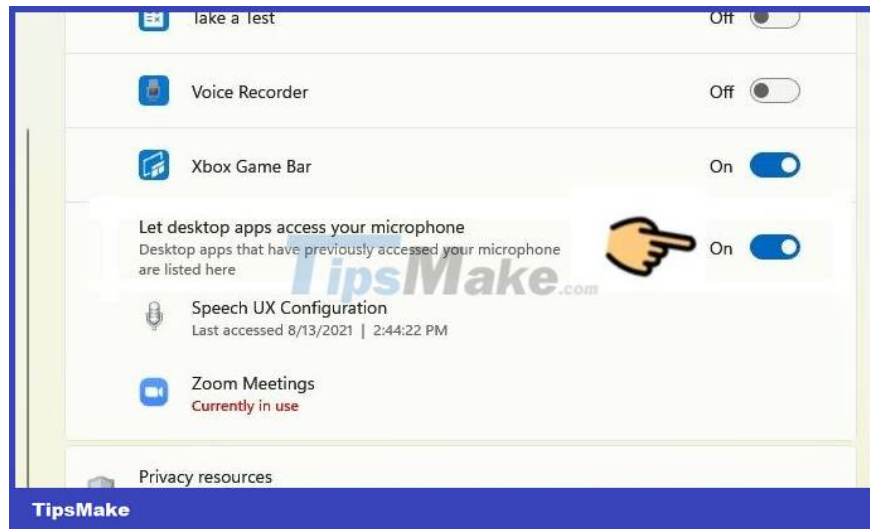 Take a Test
Off
Voice Recorder
Off
Xbox Game Bar
On
Let desktop apps access your microphone
Desktop apps that have previously accessed your microphone
are listed here
On
TipsMake.com
Speech UX Configuration
Last accessed 8/13/2021 | 2:44:22 PM
Zoom Meetings
Currently in use
Privacy resources
TipsMake